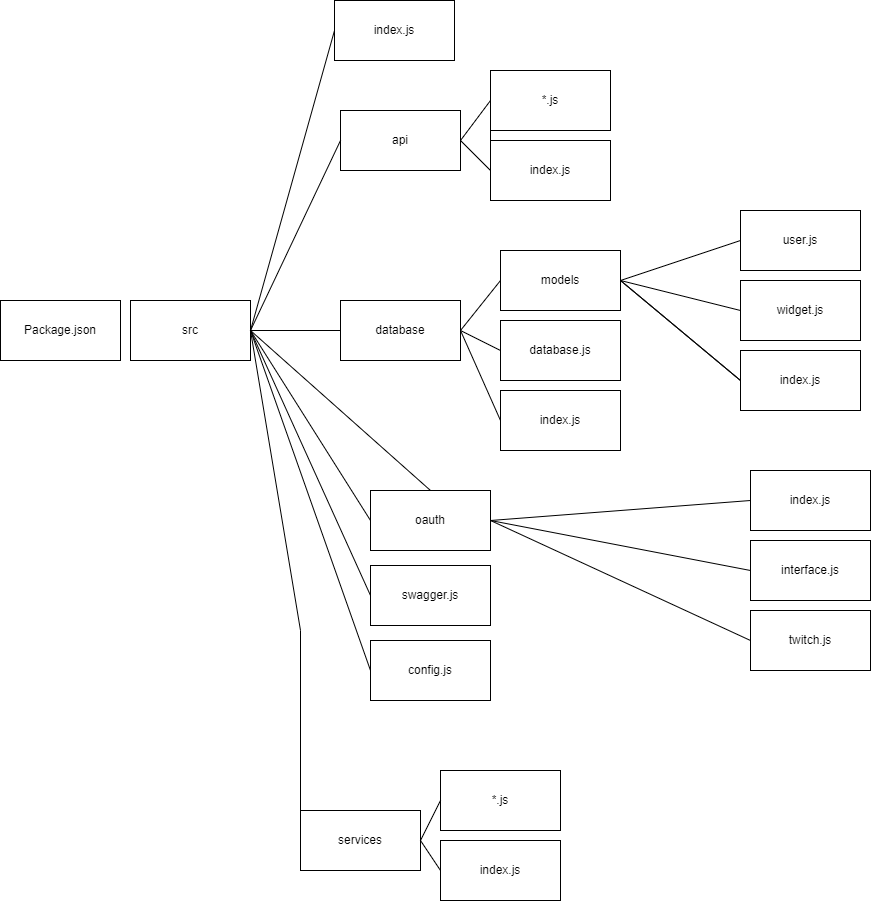 index.js
*.js
api
index.js
user.js
models
widget.js
Package.json
src
database
database.js
index.js
index.js
index.js
oauth
interface.js
swagger.js
twitch.js
config.js
*.js
services
index.js